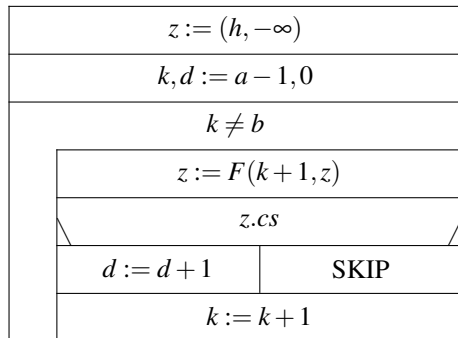 z := (h, −∞)
k, d := a − 1, 0
k ≠ b
z := F(k + 1, z)
z.cs
d := d + 1 SKIP
k := k + 1